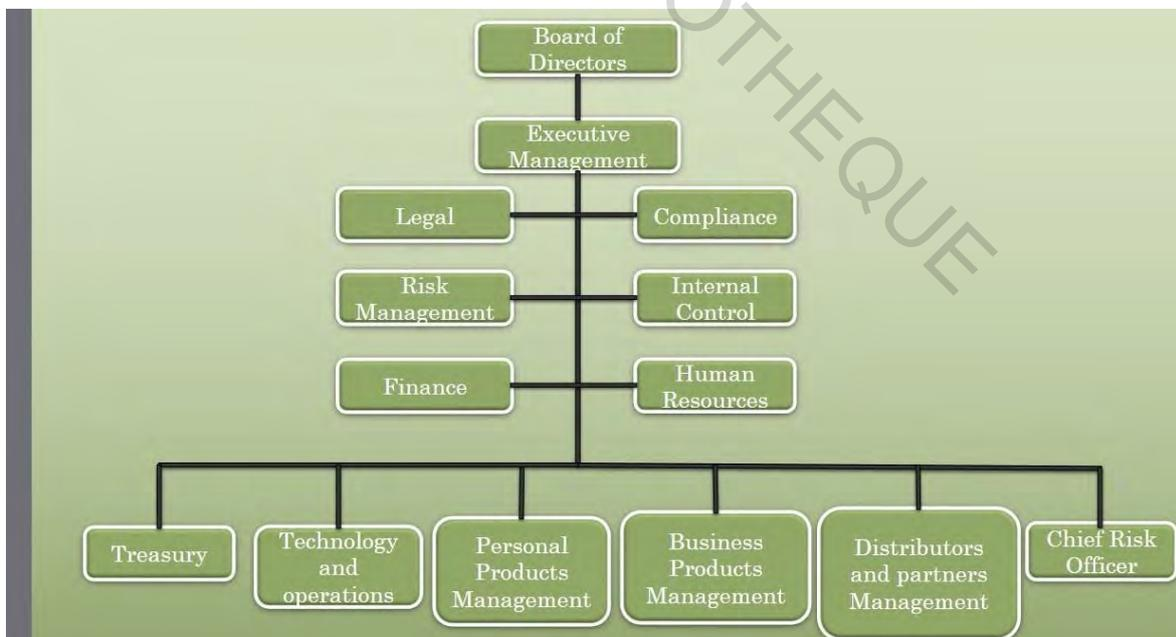 OTHEQUE
Board of
Directors
Executive
Management
Legal
Compliance
Risk
Management
Internal
Control
Finance
Human
Resources
Treasury
Technology
and
operations
Personal
Products
Management
Business
Products
Management
Distributors
and partners
Management
Chief Risk
Officer